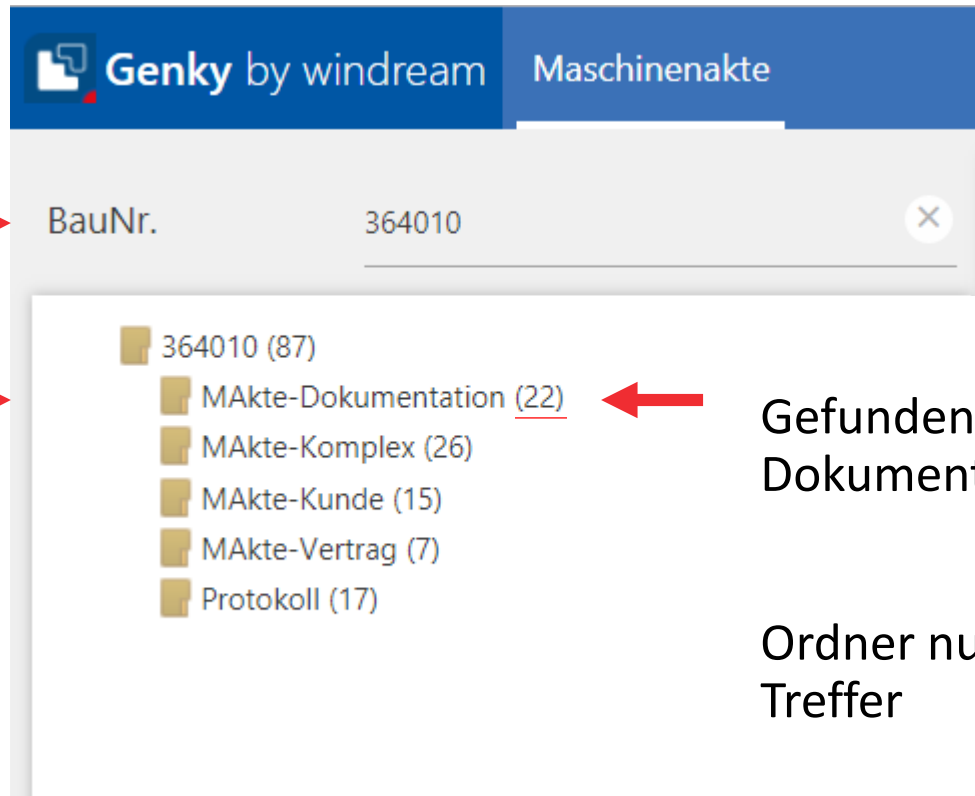 Genky by windream Maschinenakte
BauNr. 364010
364010 (87)
MAkte-Dokumentation (22)
MAkte-Komplex (26)
MAkte-Kunde (15)
MAkte-Vertrag (7)
Protokoll (17)
Gefunden
Dokument
Ordner nu
Treffer